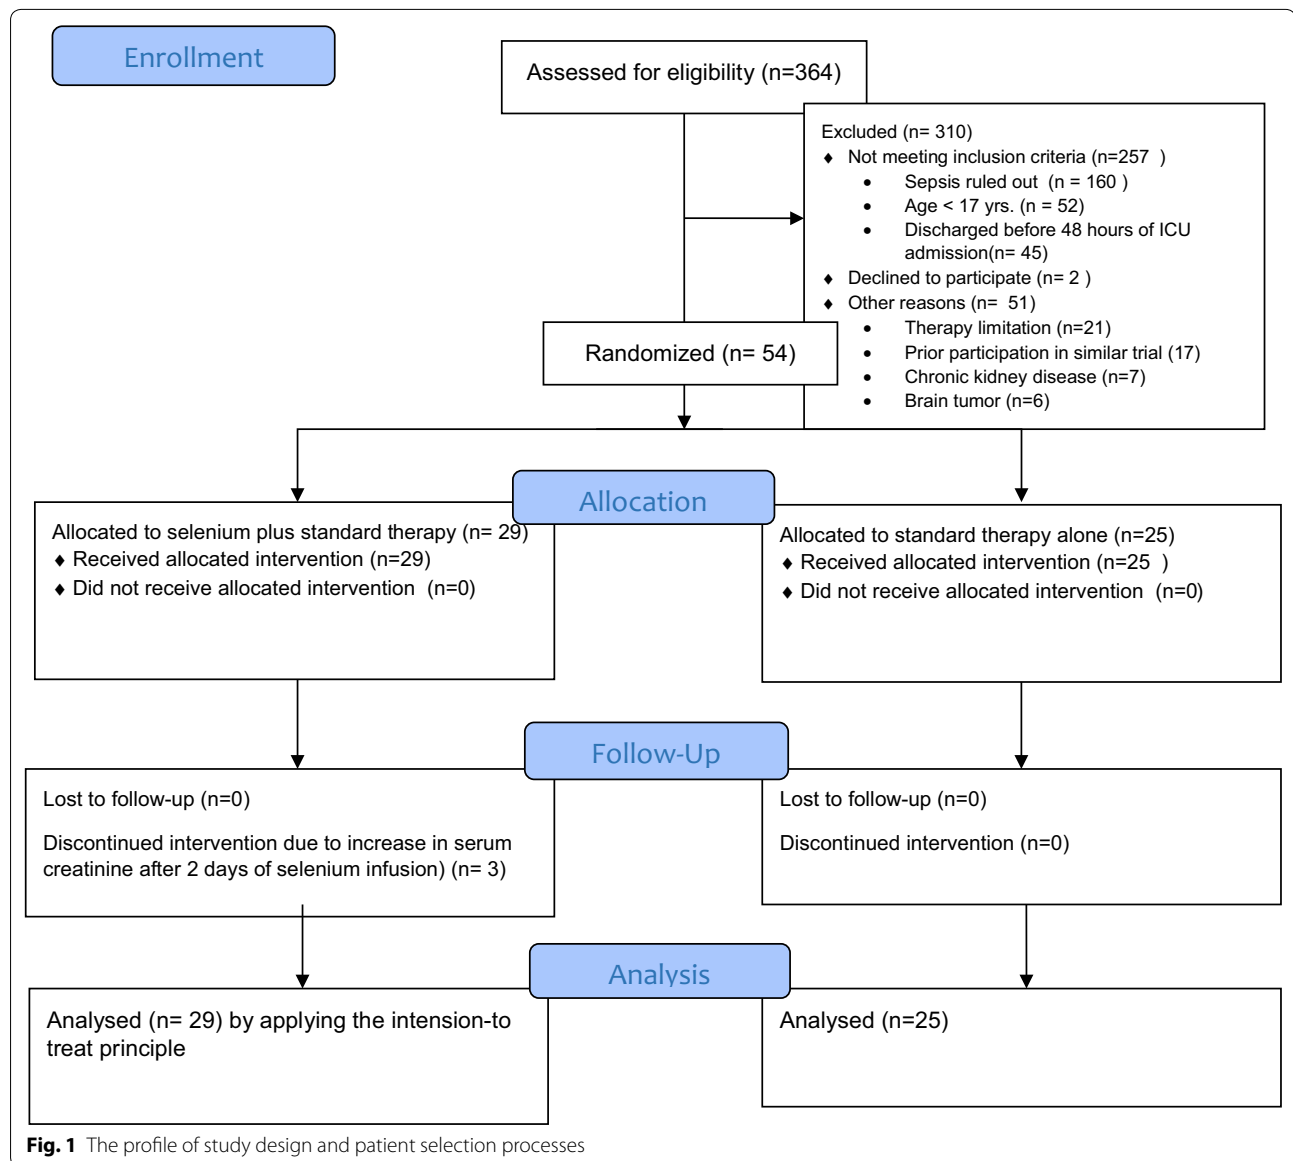 Enrollment
Assessed for eligibility (n=364)
Excluded (n= 310)
♦ Not meeting inclusion criteria (n=257 )
• Sepsis ruled out (n = 160 )
• Age < 17 yrs. (n = 52)
• Discharged before 48 hours of ICU
admission(n= 45)
♦ Declined to participate (n= 2 )
♦ Other reasons (n= 51)
• Therapy limitation (n=21)
• Prior participation in similar trial (17)
• Chronic kidney disease (n=7)
• Brain tumor (n=6)
Randomized (n= 54)
Allocation
Allocated to selenium plus standard therapy (n= 29)
♦ Received allocated intervention (n=29)
♦ Did not receive allocated intervention (n=0)
Allocated to standard therapy alone (n=25)
♦ Received allocated intervention (n=25 )
♦ Did not receive allocated intervention (n=0)
Follow-Up
Lost to follow-up (n=0)
Discontinued intervention due to increase in serum
creatinine after 2 days of selenium infusion) (n= 3)
Lost to follow-up (n=0)
Discontinued intervention (n=0)
Analysis
Analysed (n= 29) by applying the intension-to
treat principle
Analysed (n=25)
Fig. 1 The profile of study design and patient selection processes